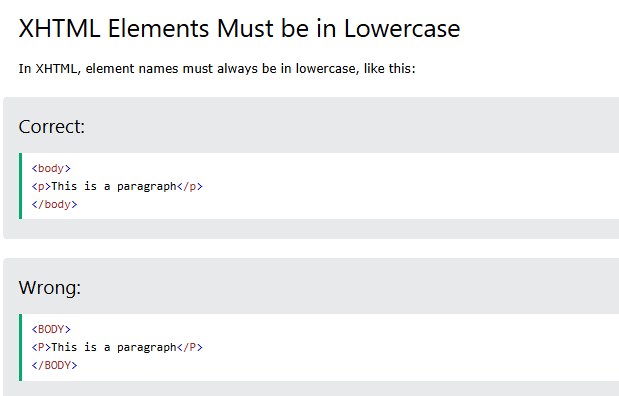 XHTML Elements Must be in Lowercase
In XHTML, element names must always be in lowercase, like this:
Correct:
<body>
<p>This is a paragraph</p>
</body>
Wrong:
<BODY>
<P>This is a paragraph</P>
</BODY>